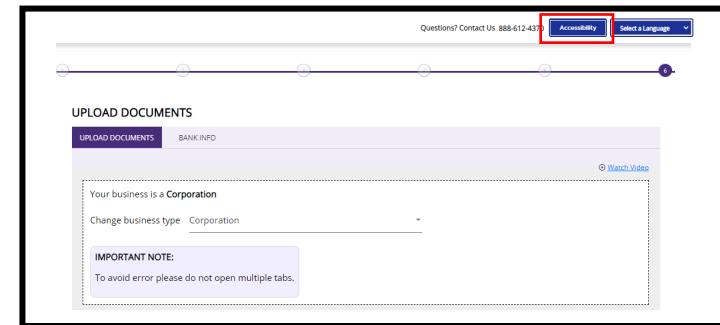 Questions? Contact Us 888-612-4370 Accessibility Select a Language
6
UPLOAD DOCUMENTS
UPLOAD DOCUMENTS BANK INFO
Watch Video
Your business is a Corporation
Change business type Corporation
IMPORTANT NOTE:
To avoid error please do not open multiple tabs.